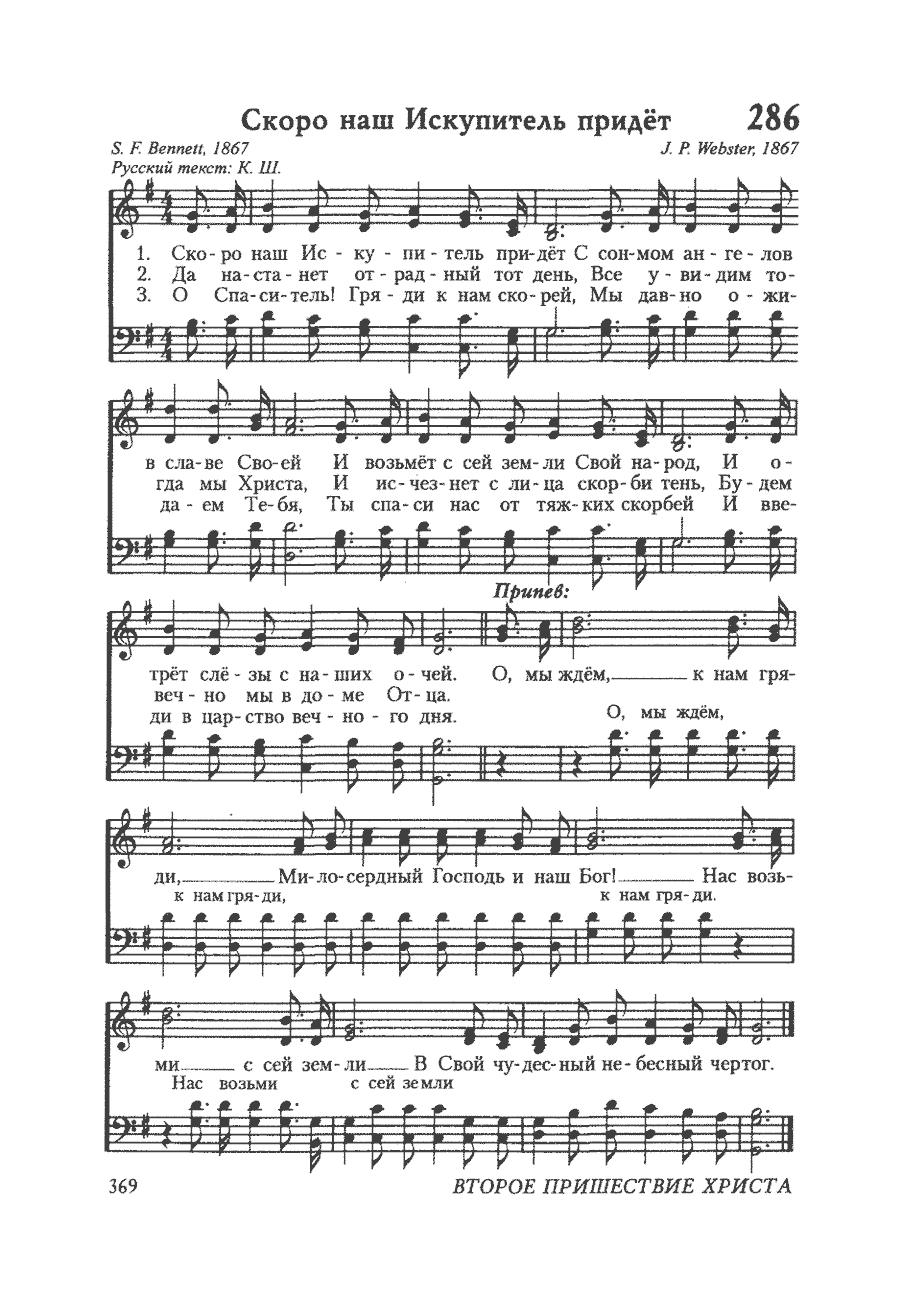 Скоро наш Искупитель придёт 286
S. F. Bennett, 1867 J. P. Webster, 1867
Русский текст: К. Ш.
1. Ско- ро наш Ис - ку - пи - тель при-дёт С сон-мом ан - ге - лов
2. Да на-ста - нет от - рад - ный тот день, Все у - ви - дим то-
3. О Спа-си-тель! Гря - ди к нам ско-рей, Мы дав-но о - жи-
в сла-ве Сво-ей И возьмёт с сей зем-ли Свой на-род, И о-
гда мы Христа, И ис-чез-нет с ли-ца скор-би тень, Бу-дем
да - ем Те-бя, Ты спа-си нас от тяж-ких скорбей И вве-
Припев:
трёт слё - зы с на- ших о - чей. О, мы ждём, к нам гря-
веч - но мы в до - ме От- ца.
ди в цар- ство веч - но - го дня. О, мы ждём,
ди, Ми-ло-сердный Господь и наш Бог! Нас возь-
к нам гря-ди, к нам гря-ди.
ми с сей зем-ли В Свой чу-дес-ный не-бесный чертог.
Нас возьми с сей земли
369 ВТОРОЕ ПРИШЕСТВИЕ ХРИСТА